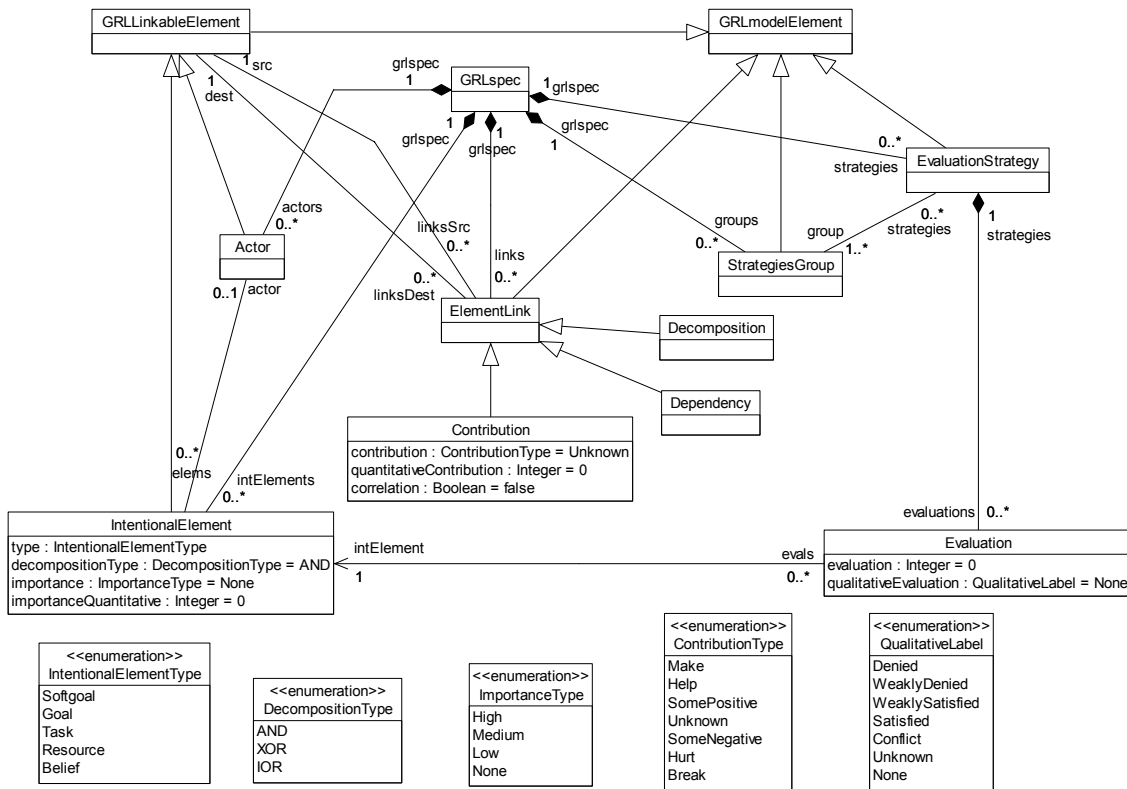 GRLLinkableElement
GRLmodelElement
1
src
1
dest
grlspec
1
GRLspec
1
grlspec
1
grlspec
1
grlspec
grlspec
1
0..*
strategies
EvaluationStrategy
actors
0..*
linksSrc
0..*
links
0..*
groups
0..*
group
1..*
0..*
strategies
1
strategies
Actor
StrategiesGroup
0..1
actor
0..*
linksDest
ElementLink
Decomposition
Dependency
Contribution
contribution : ContributionType = Unknown
quantitativeContribution : Integer = 0
correlation : Boolean = false
0..*
elems
intElements
0..*
evaluations
0..*
IntentionalElement
type : IntentionalElementType
decompositionType : DecompositionType = AND
importance : ImportanceType = None
importanceQuantitative : Integer = 0
intElement
1
evals
0..*
Evaluation
evaluation : Integer = 0
qualitativeEvaluation : QualitativeLabel = None
<<enumeration>>
IntentionalElementType
Softgoal
Goal
Task
Resource
Belief
<<enumeration>>
DecompositionType
AND
XOR
IOR
<<enumeration>>
ImportanceType
High
Medium
Low
None
<<enumeration>>
ContributionType
Make
Help
SomePositive
Unknown
SomeNegative
Hurt
Break
<<enumeration>>
QualitativeLabel
Denied
WeaklyDenied
WeaklySatisfied
Satisfied
Conflict
Unknown
None